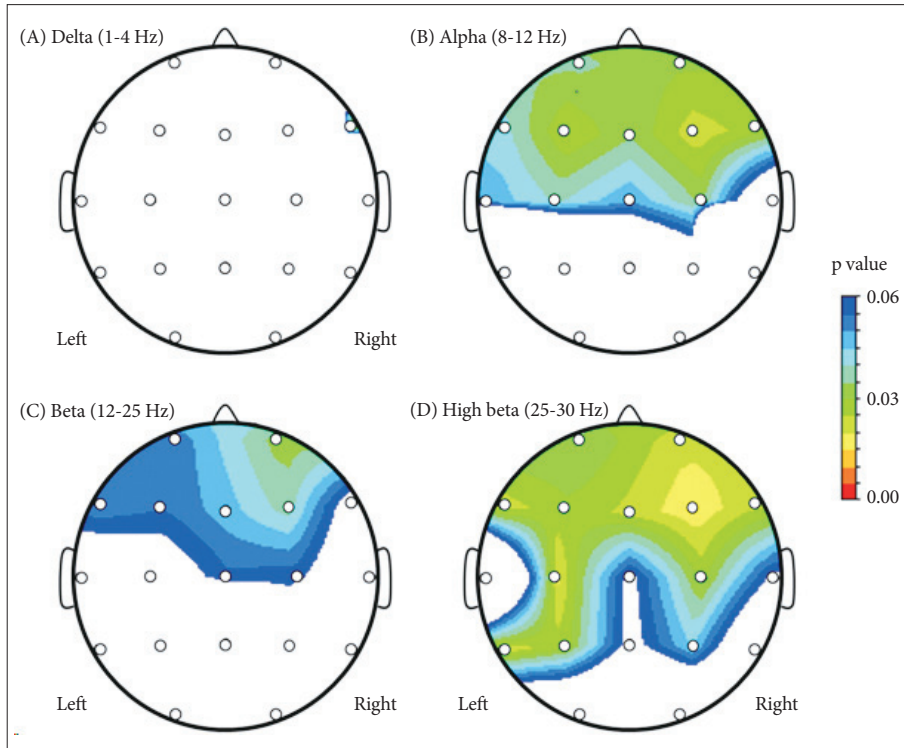 (A) Delta (1-4 Hz)
(B) Alpha (8-12 Hz)
Left
Right
p value
0.06
0.03
0.00
(C) Beta (12-25 Hz)
(D) High beta (25-30 Hz)
Left
Right
Left
Right